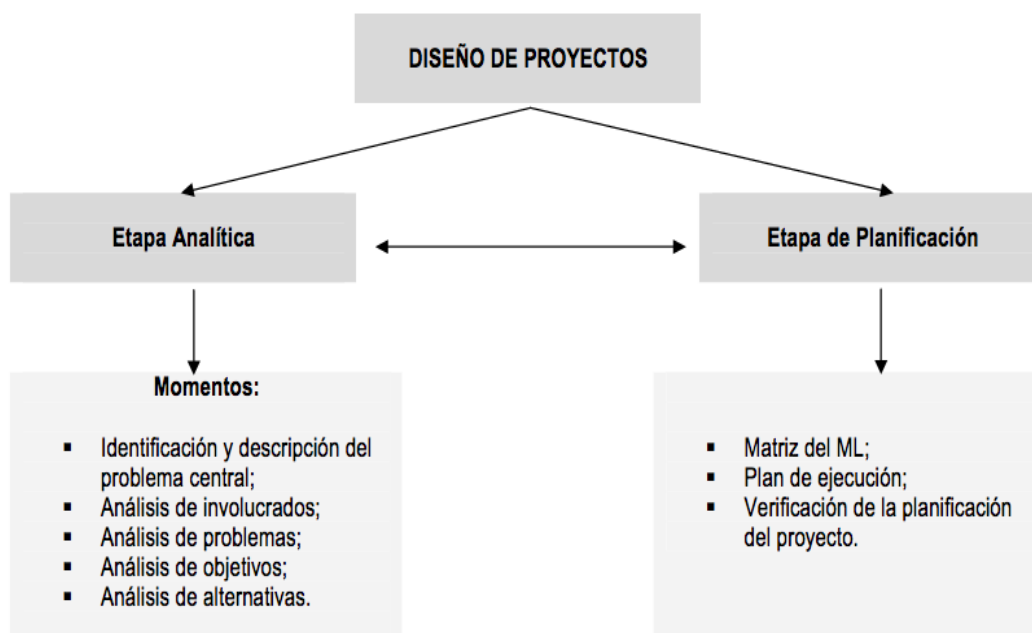 DISEÑO DE PROYECTOS
Etapa Analítica
Etapa de Planificación
Momentos:
▪ Identificación y descripción del
problema central;
▪ Análisis de involucrados;
▪ Análisis de problemas;
▪ Análisis de objetivos;
▪ Análisis de alternativas.
▪ Matriz del ML;
▪ Plan de ejecución;
▪ Verificación de la planificación
del proyecto.